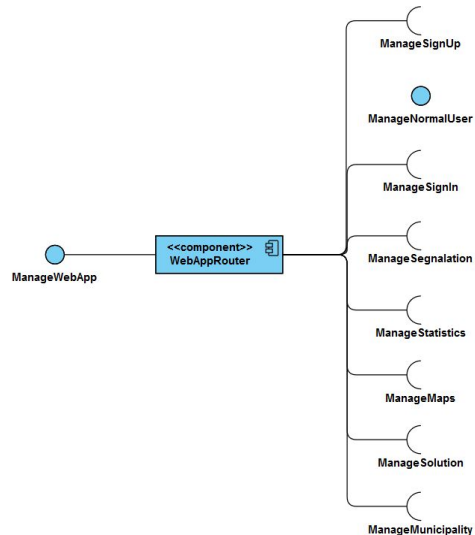 ManageSignUp
ManageNormalUser
ManageSignIn
<<component>>
WebAppRouter
ManageWebApp
ManageSegnalation
ManageStatistics
ManageMaps
ManageSolution
ManageMunicipality